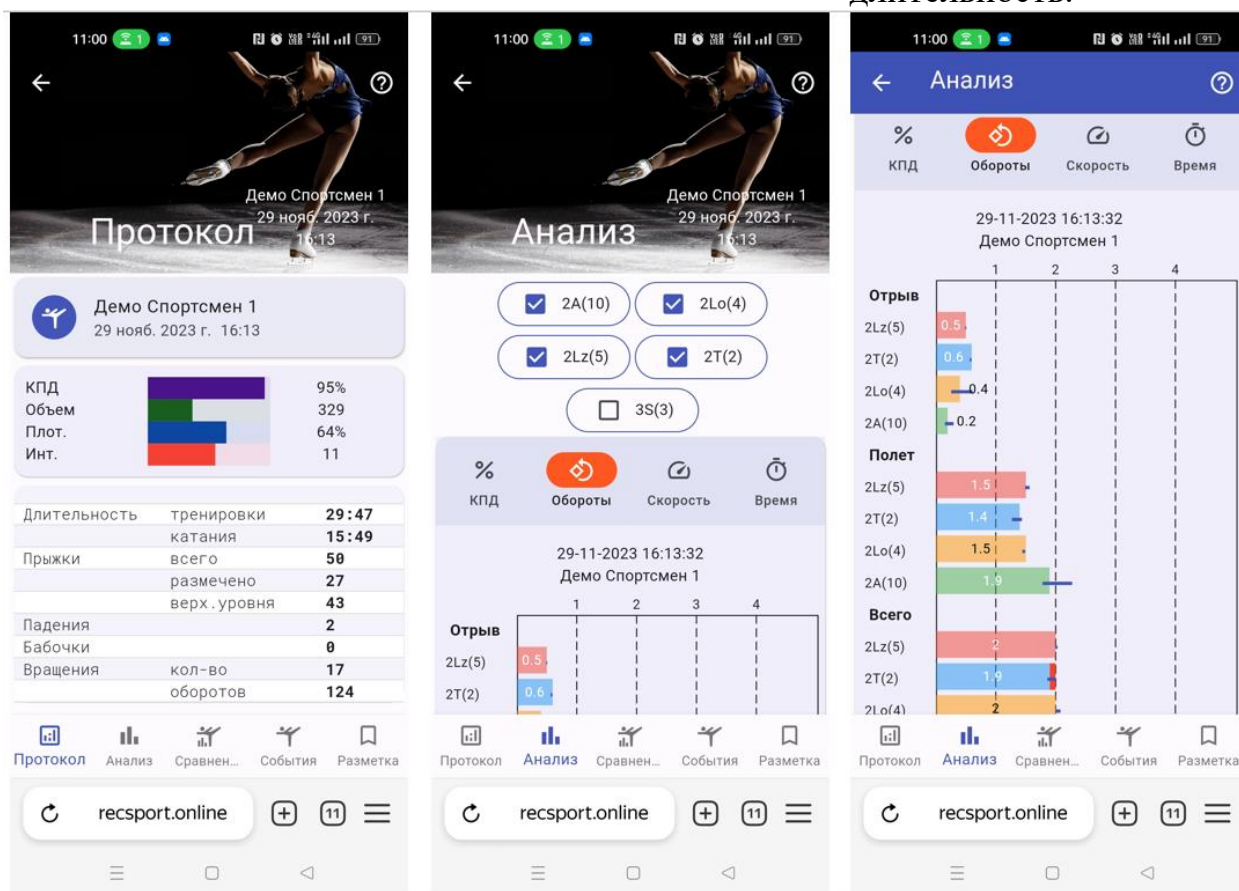 длительность.
11:00 1 91
Демо Спортсмен 1
29 нояб. 2023 г.
16:13
Протокол
Демо Спортсмен 1
29 нояб. 2023 г. 16:13
КПД 95%
Объем 329
Плот. 64%
Инт. 11
Длительность тренировки 29:47
катания 15:49
Прыжки всего 50
размечено 27
верх.уровня 43
Падения 2
Бабочки 0
Вращения кол-во 17
оборотов 124
Протокол Анализ Сравнен... События Разметка
recsport.online 11
11:00 1 91
Демо Спортсмен 1
29 нояб. 2023 г.
16:13
Анализ
2A(10) 2Lo(4)
2Lz(5) 2T(2)
3S(3)
КПД Обороты Скорость Время
29-11-2023 16:13:32
Демо Спортсмен 1
1 2 3 4
Отрыв
2Lz(5) 0.5
2T(2) 0.6
Протокол Анализ Сравнен... События Разметка
recsport.online 11
11:00 1 91
Анализ
КПД Обороты Скорость Время
29-11-2023 16:13:32
Демо Спортсмен 1
1 2 3 4
Отрыв
2Lz(5) 0.5
2T(2) 0.6
2Lo(4) 0.4
2A(10) 0.2
Полет
2Lz(5) 1.5
2T(2) 1.4
2Lo(4) 1.5
2A(10) 1.9
Всего
2Lz(5) 2
2T(2) 1.9
2Lo(4) 2
Протокол Анализ Сравнен... События Разметка
recsport.online 11